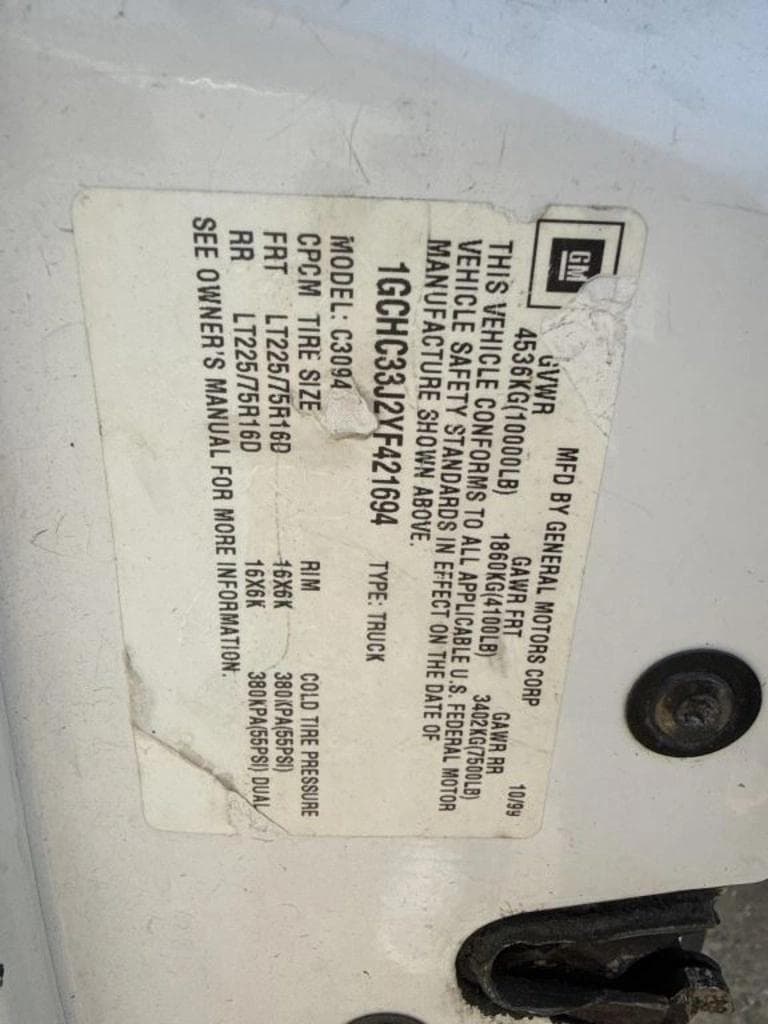 GM
MFD BY GENERAL MOTORS CORP 10/99
GVWR GAWR FRT GAWR RR
4536KG(10000LB) 1860KG(4100LB) 3402KG(7500LB)
THIS VEHICLE CONFORMS TO ALL APPLICABLE U.S. FEDERAL MOTOR
VEHICLE SAFETY STANDARDS IN EFFECT ON THE DATE OF
MANUFACTURE SHOWN ABOVE.
1GCHC33J2YF421694 TYPE: TRUCK
MODEL: C3094
CPCM TIRE SIZE RIM COLD TIRE PRESSURE
FRT LT225/75R16D 16X6K 380KPA(55PSI)
RR LT225/75R16D 16X6K 380KPA(55PSI) DUAL
SEE OWNER'S MANUAL FOR MORE INFORMATION.